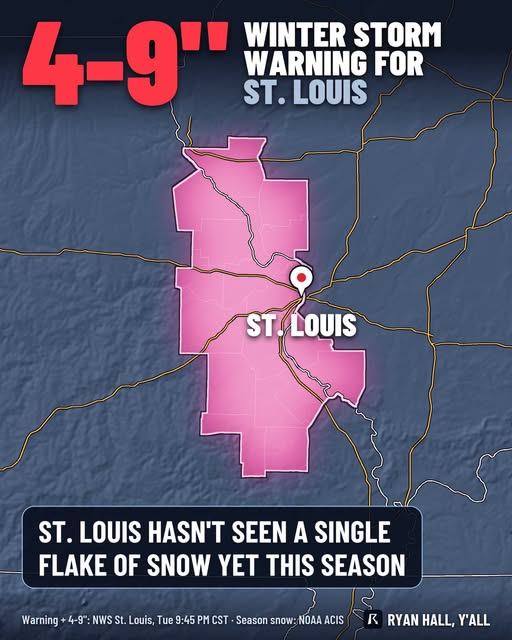 4-9"
WINTER STORM
WARNING FOR
ST. LOUIS
ST. LOUIS
ST. LOUIS HASN'T SEEN A SINGLE
FLAKE OF SNOW YET THIS SEASON
Warning + 4-9": NWS St. Louis, Tue 9:45 PM CST · Season snow: NOAA ACIS
RYAN HALL, Y'ALL